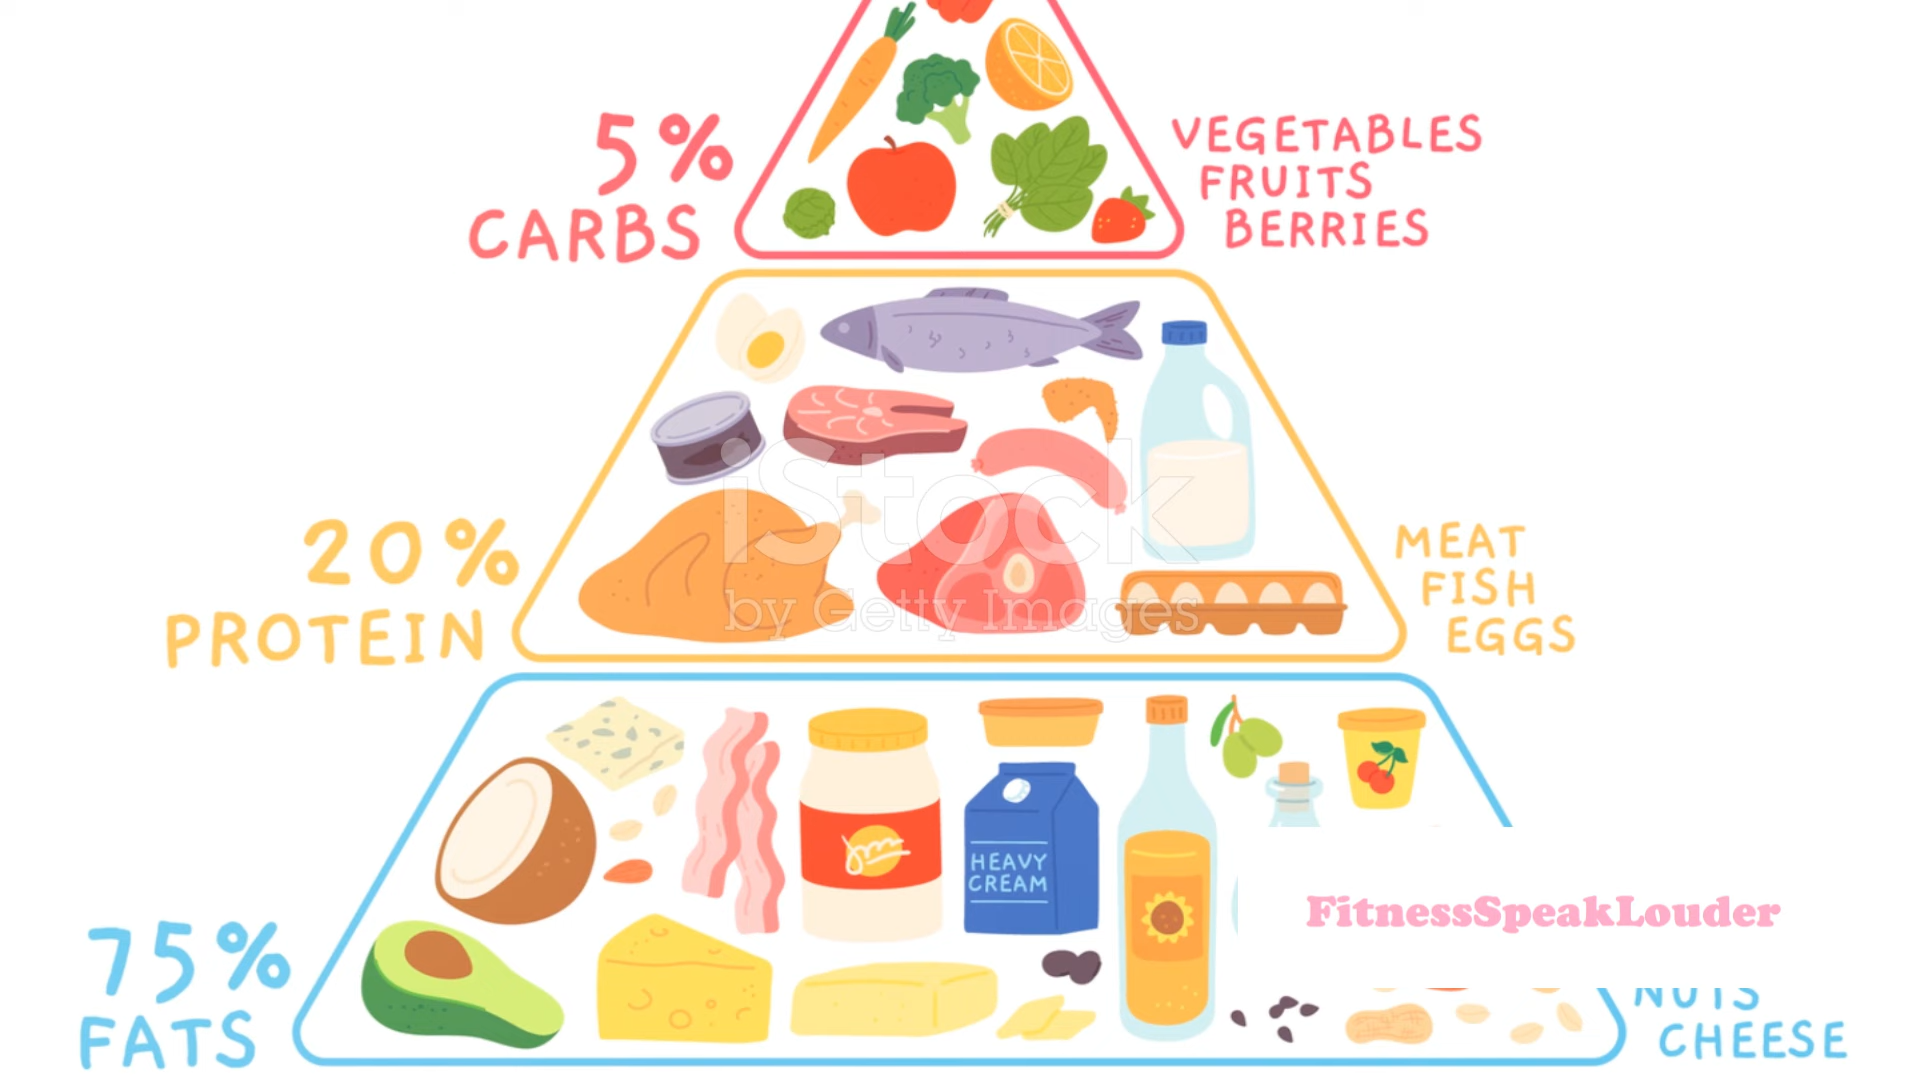 5%
CARBS
VEGETABLES
FRUITS
BERRIES
20%
PROTEIN
MEAT
FISH
EGGS
iStock
by Getty Images
HEAVY
CREAM
75%
FATS
FitnessSpeakLouder
NUTS
CHEESE